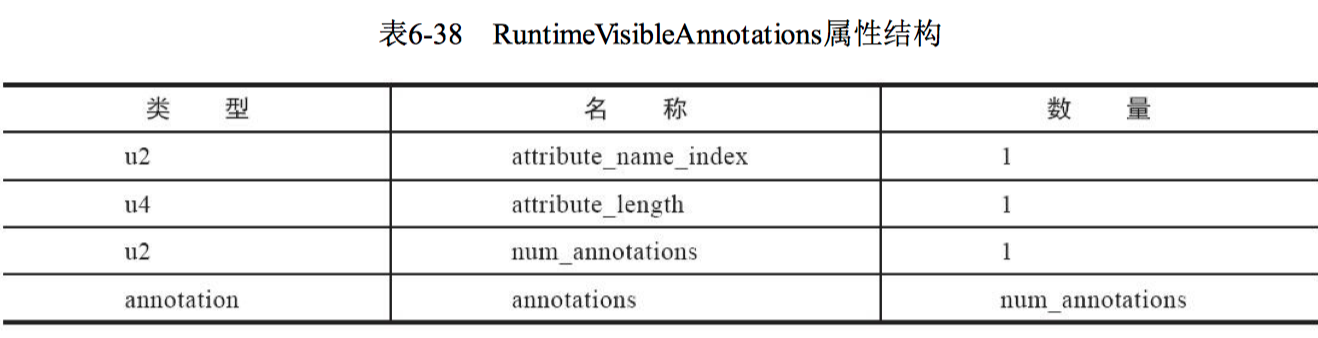 表6-38 RuntimeVisibleAnnotations属性结构
类 型 名 称 数 量
u2 attribute_name_index 1
u4 attribute_length 1
u2 num_annotations 1
annotation annotations num_annotations